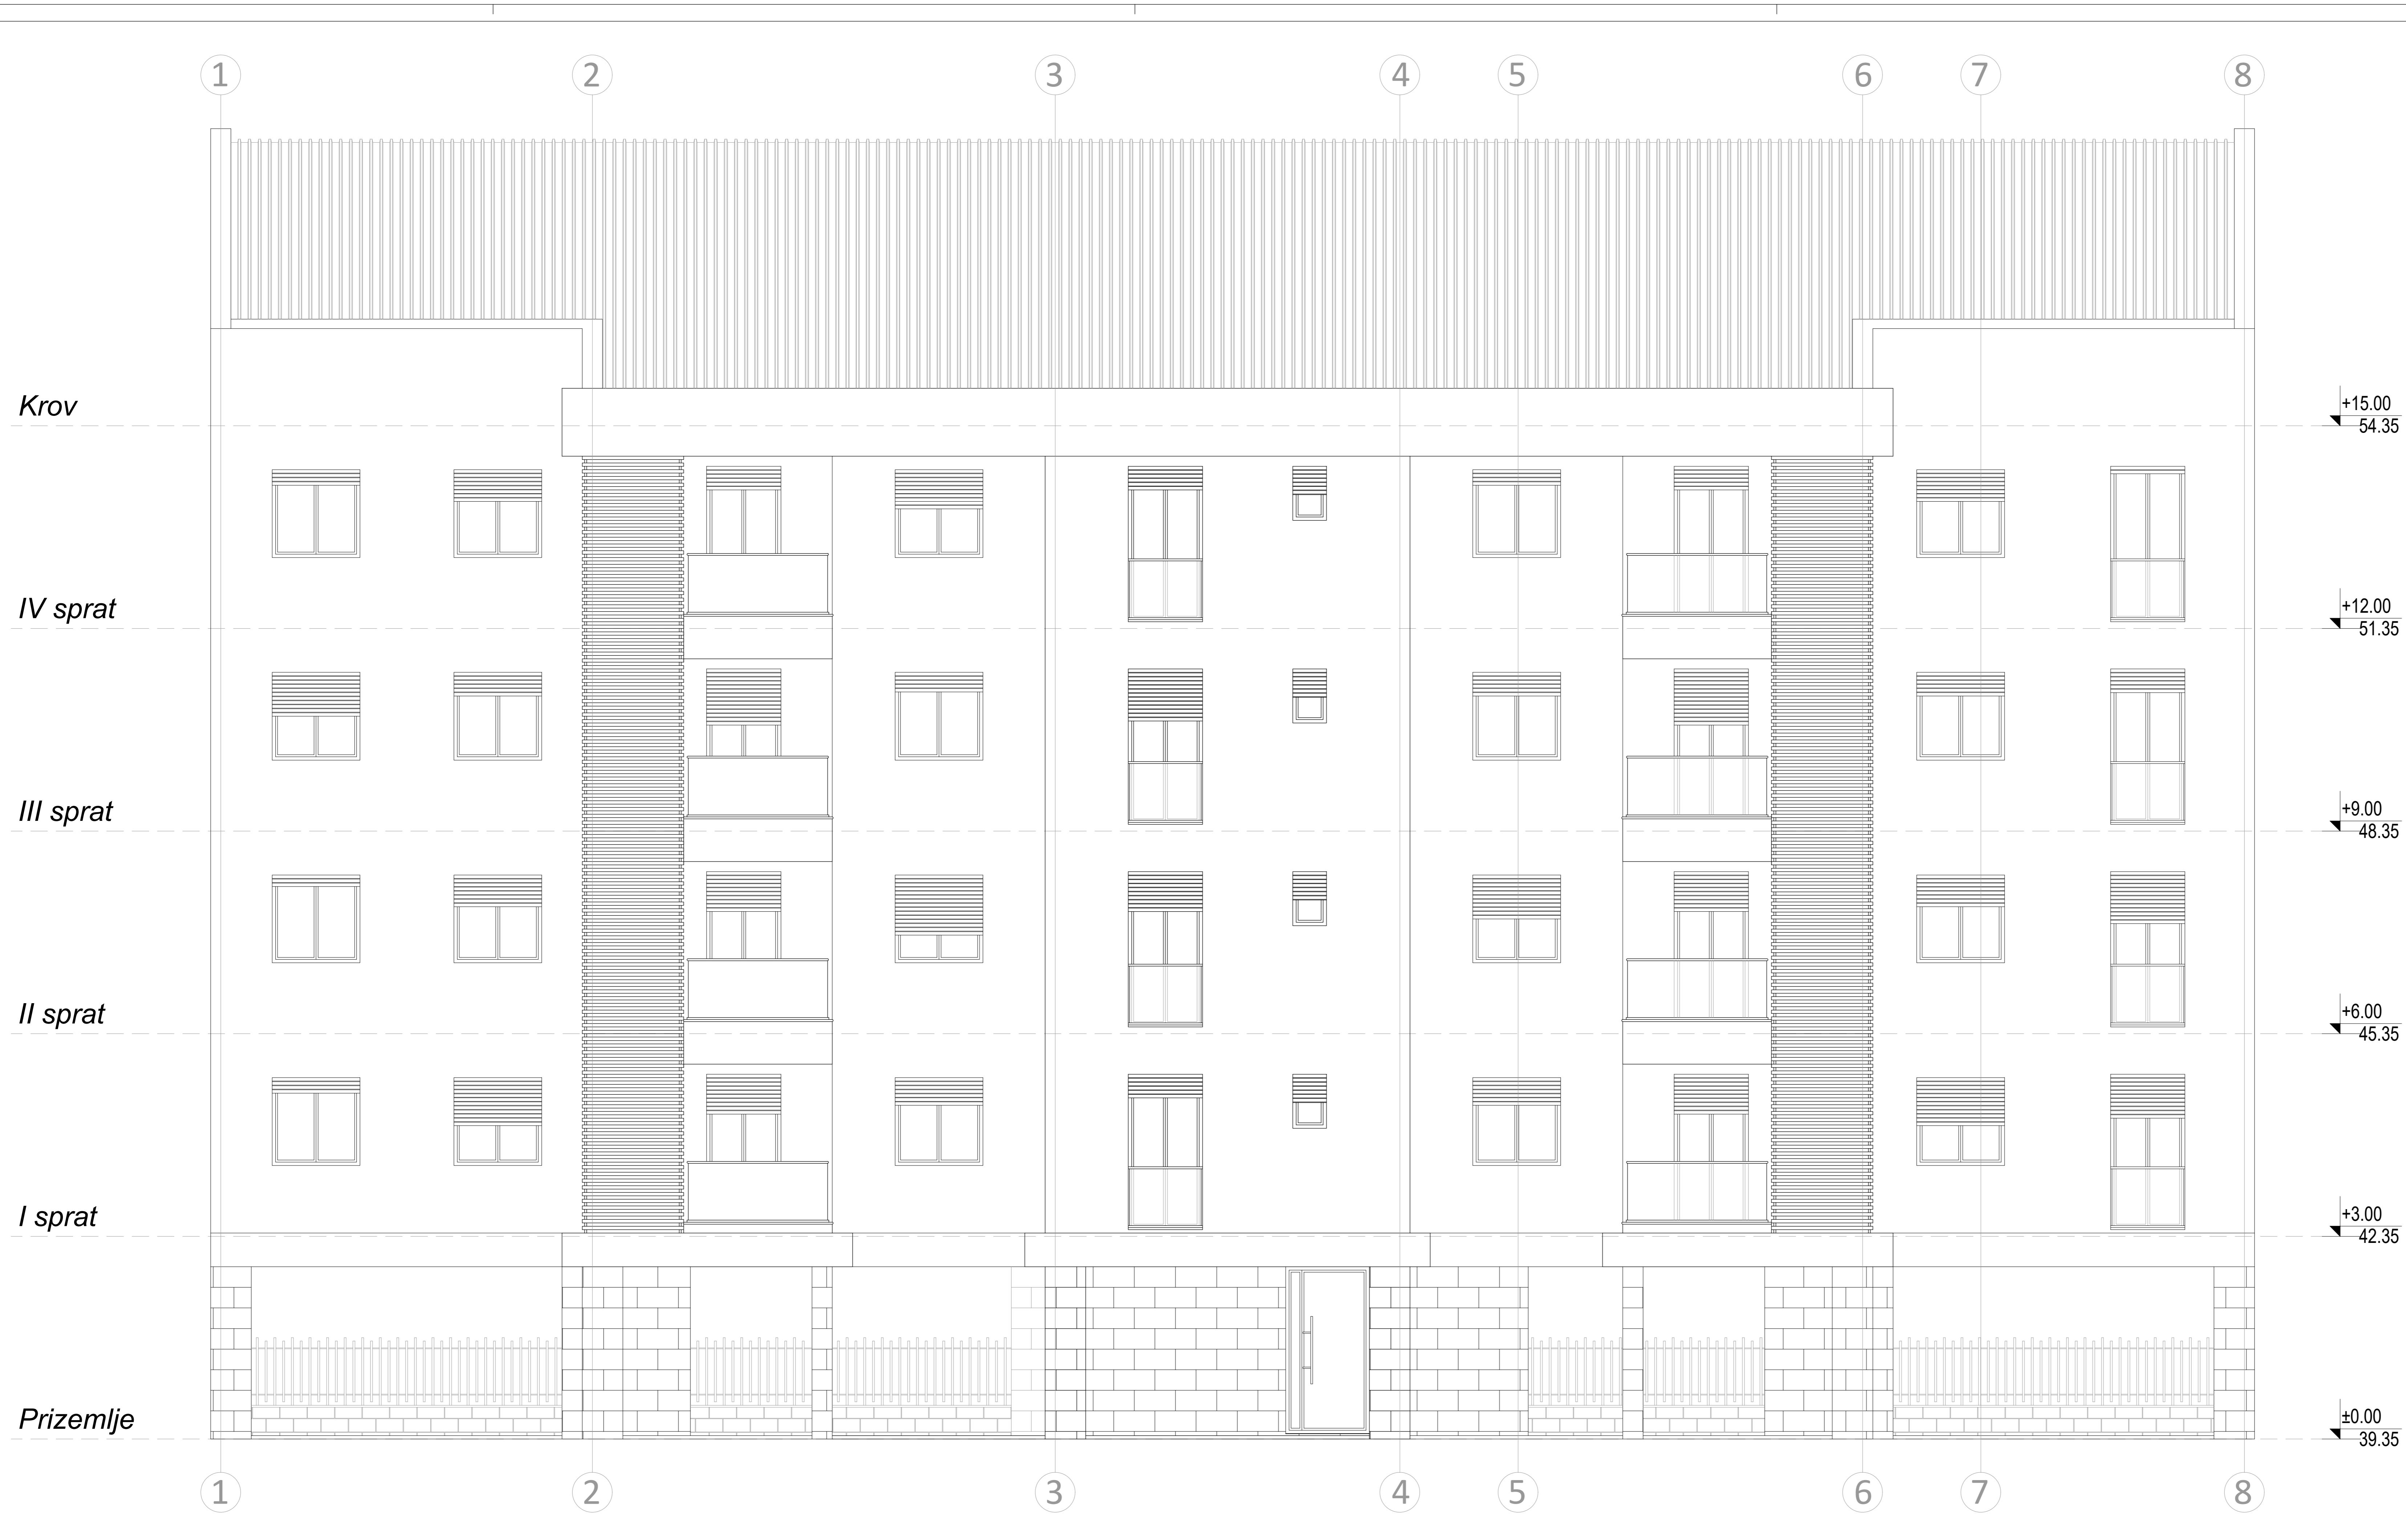 1 2 3 4 5 6 7 8
Krov
+15.00
54.35
IV sprat
+12.00
51.35
III sprat
+9.00
48.35
II sprat
+6.00
45.35
I sprat
+3.00
42.35
Prizemlje
±0.00
39.35
1 2 3 4 5 6 7 8